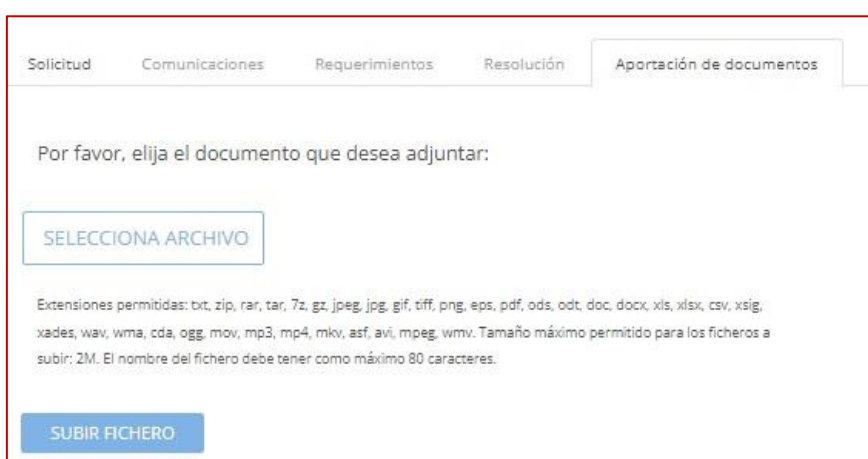 Solicitud Comunicaciones Requerimientos Resolución Aportación de documentos
Por favor, elija el documento que desea adjuntar:
SELECCIONA ARCHIVO
Extensiones permitidas: txt, zip, rar, tar, 7z, gz, jpeg, jpg, gif, tiff, png, eps, pdf, ods, odt, doc, docx, xls, xlsx, csv, xsig,
xades, wav, wma, cda, ogg, mov, mp3, mp4, mkv, asf, avi, mpeg, wmv. Tamaño máximo permitido para los ficheros a
subir: 2M. El nombre del fichero debe tener como máximo 80 caracteres.
SUBIR FICHERO